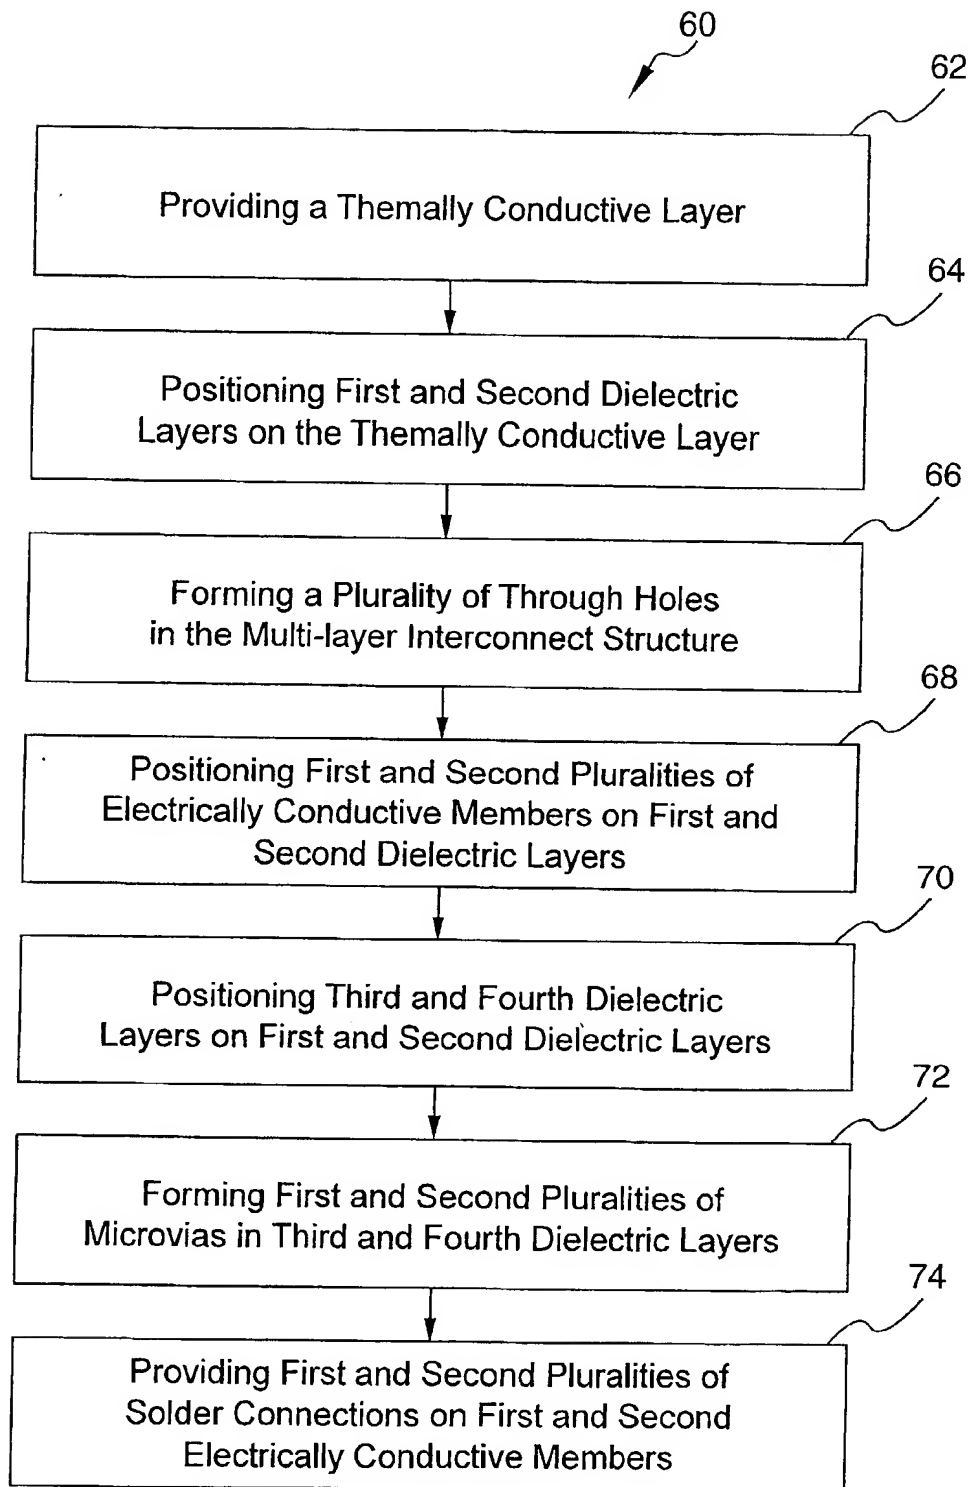 60
62
Providing a Themally Conductive Layer
64
Positioning First and Second Dielectric
Layers on the Themally Conductive Layer
66
Forming a Plurality of Through Holes
in the Multi-layer Interconnect Structure
68
Positioning First and Second Pluralities of
Electrically Conductive Members on First and
Second Dielectric Layers
70
Positioning Third and Fourth Dielectric
Layers on First and Second Dielectric Layers
72
Forming First and Second Pluralities of
Microvias in Third and Fourth Dielectric Layers
74
Providing First and Second Pluralities of
Solder Connections on First and Second
Electrically Conductive Members